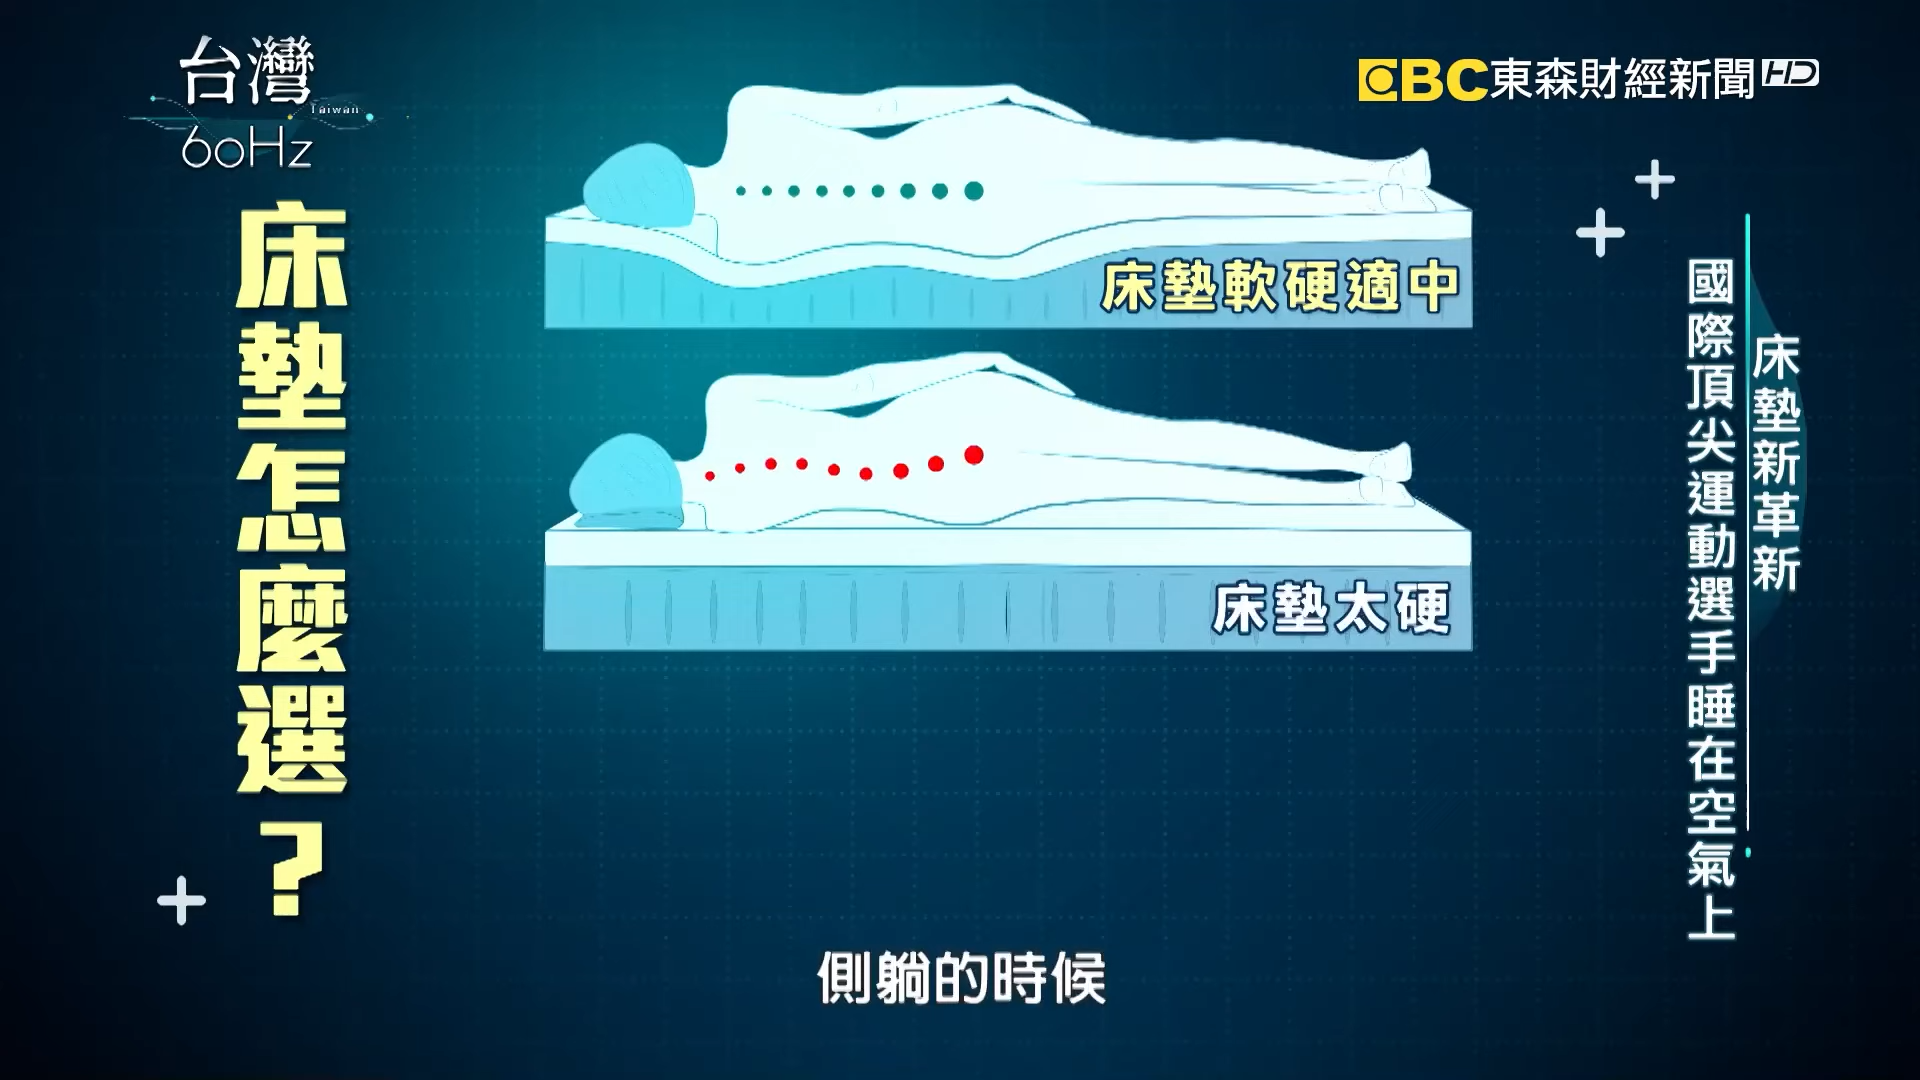 台灣
Taiwan
60Hz
EBC東森財經新聞HD
床墊怎麼選?
床墊軟硬適中
床墊太硬
床墊新革新
國際頂尖運動選手睡在空氣上
側躺的時候